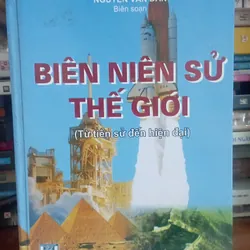 NGUYỄN VĂN DÂN
Biên soạn
BIÊN NIÊN SỬ
THẾ GIỚI
(Từ tiền sử đến hiện đại)